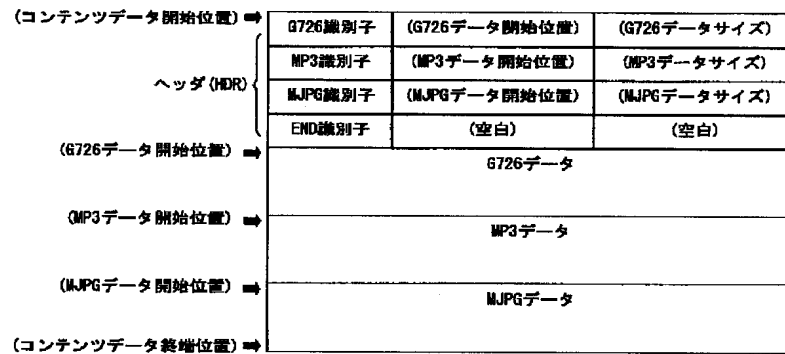 (コンテンツデータ開始位置)➡
G726識別子 (G726データ開始位置) (G726データサイズ)
MP3識別子 (MP3データ開始位置) (MP3データサイズ)
ヘッダ(HDR)
MJPG識別子 (MJPGデータ開始位置) (MJPGデータサイズ)
END識別子 (空白) (空白)
(G726データ開始位置)➡
G726データ
(MP3データ開始位置)➡
MP3データ
(MJPGデータ開始位置)➡
MJPGデータ
(コンテンツデータ終端位置)➡